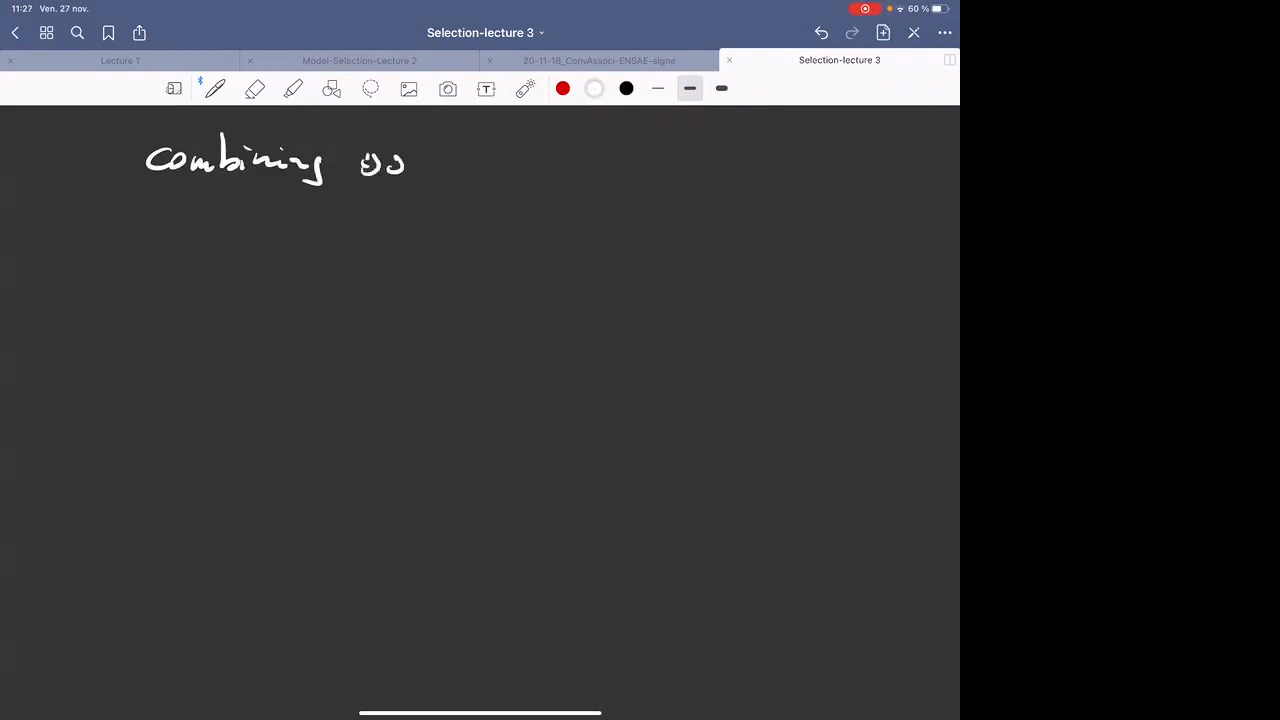 11:27 Ven. 27 nov. 60 %
Selection-lecture 3
Lecture 1 Model-Selection-Lecture 2 20-11-18_ConvAssoci-ENSAE-signe Selection-lecture 3
T
Combining